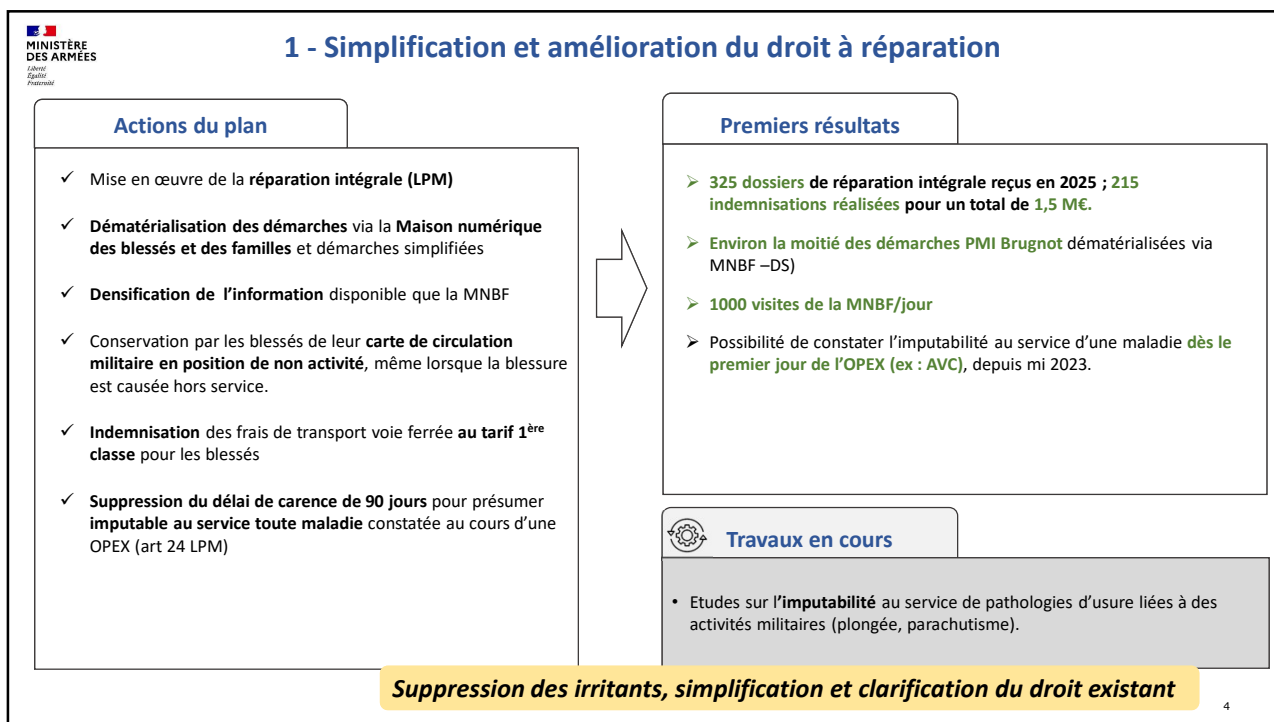 MINISTÈRE
DES ARMÉES
Liberté
Égalité
Fraternité
1 - Simplification et amélioration du droit à réparation
Actions du plan
✓ Mise en œuvre de la réparation intégrale (LPM)
✓ Dématérialisation des démarches via la Maison numérique
des blessés et des familles et démarches simplifiées
✓ Densification de l'information disponible que la MNBF
✓ Conservation par les blessés de leur carte de circulation
militaire en position de non activité, même lorsque la blessure
est causée hors service.
✓ Indemnisation des frais de transport voie ferrée au tarif 1ère
classe pour les blessés
✓ Suppression du délai de carence de 90 jours pour présumer
imputable au service toute maladie constatée au cours d'une
OPEX (art 24 LPM)
Premiers résultats
➢ 325 dossiers de réparation intégrale reçus en 2025 ; 215
indemnisations réalisées pour un total de 1,5 M€.
➢ Environ la moitié des démarches PMI Brugnot dématérialisées via
MNBF –DS)
➢ 1000 visites de la MNBF/jour
➢ Possibilité de constater l'imputabilité au service d'une maladie dès le
premier jour de l'OPEX (ex : AVC), depuis mi 2023.
Travaux en cours
• Etudes sur l'imputabilité au service de pathologies d'usure liées à des
activités militaires (plongée, parachutisme).
Suppression des irritants, simplification et clarification du droit existant
4